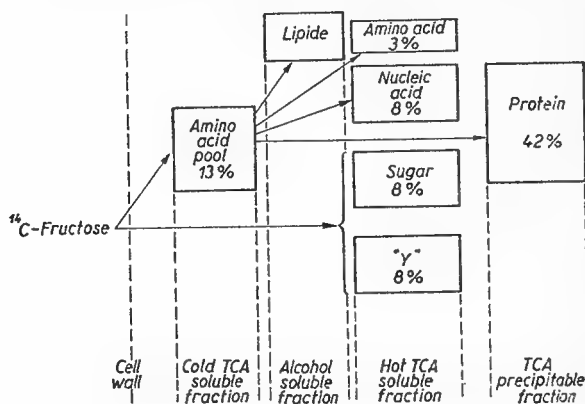 Lipide
Amino acid
3%
Nucleic
acid
8%
Amino
acid
pool
13%
Protein
42%
Sugar
8%
¹⁴C-Fructose
"Y"
8%
Cell
wall
Cold TCA
soluble
fraction
Alcohol
soluble
fraction
Hot TCA
soluble
fraction
TCA
precipitable
fraction